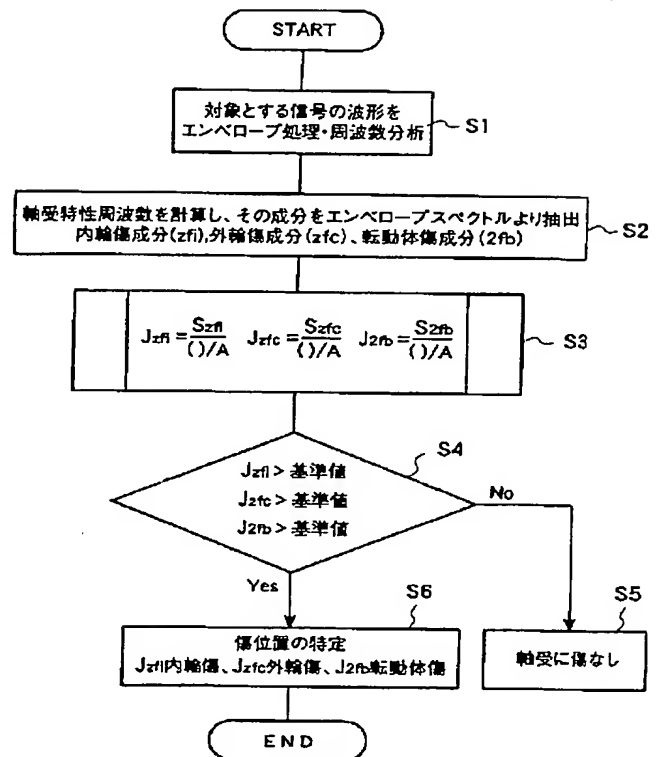 START
対象とする信号の波形を
エンベロープ処理・周波数分析
S1
軸受特性周波数を計算し、その成分をエンベロープスペクトルより抽出
内輪傷成分(zfi),外輪傷成分(zfc)、転動体傷成分(2fb)
S2
Jzfi = Szfi/( )/A Jzfc = Szfc/( )/A J2fb = S2fb/( )/A
S3
S4
Jzfi > 基準値
Jzfc > 基準値
J2fb > 基準値
No
Yes
S6
傷位置の特定
Jzfi内輪傷、Jzfc外輪傷、J2fb転動体傷
S5
軸受に傷なし
END